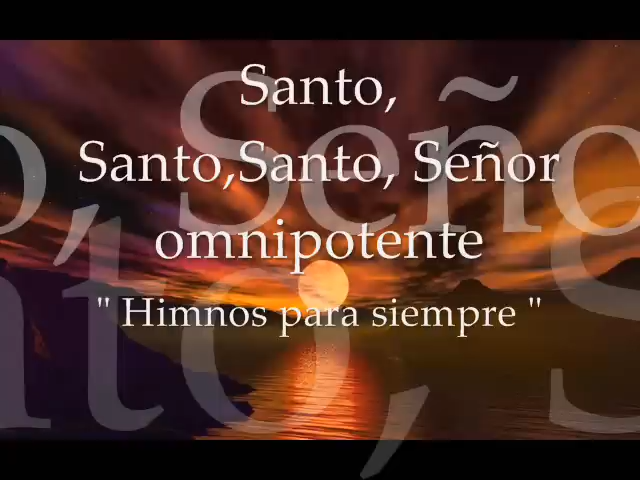 Santo,
Santo,Santo, Señor
omnipotente
" Himnos para siempre "